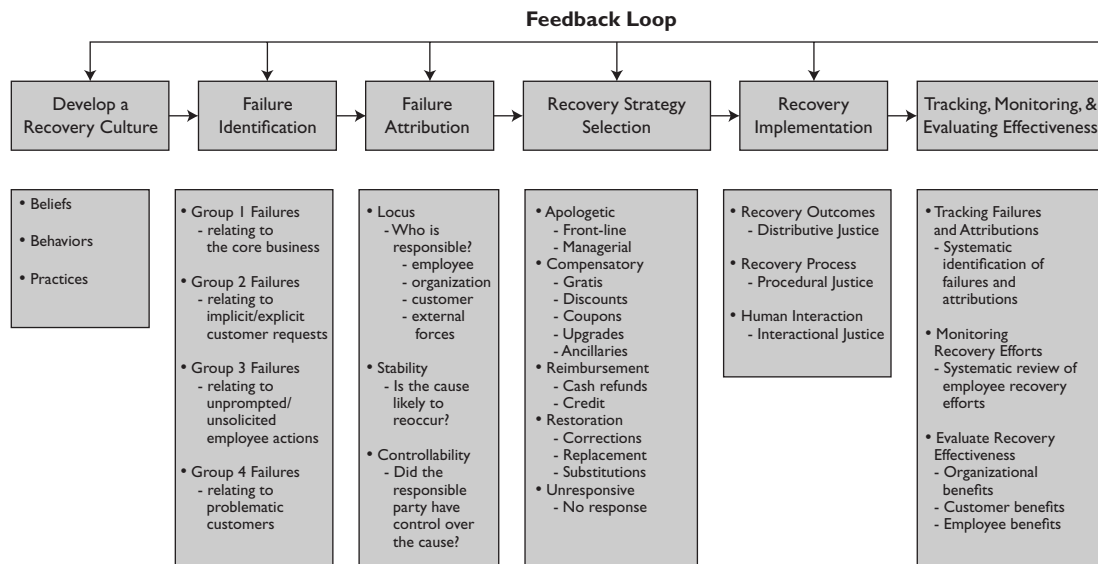 Feedback Loop
Develop a
Recovery Culture
Failure
Identification
Failure
Attribution
Recovery Strategy
Selection
Recovery
Implementation
Tracking, Monitoring, &
Evaluating Effectiveness
• Beliefs
• Behaviors
• Practices
• Group 1 Failures
- relating to
the core business
• Group 2 Failures
- relating to
implicit/explicit
customer requests
• Group 3 Failures
- relating to
unprompted/
unsolicited
employee actions
• Group 4 Failures
- relating to
problematic
customers
• Locus
- Who is
responsible?
- employee
- organization
- customer
- external
forces
• Stability
- Is the cause
likely to
reoccur?
• Controllability
- Did the
responsible
party have
control over
the cause?
• Apologetic
- Front-line
- Managerial
• Compensatory
- Gratis
- Discounts
- Coupons
- Upgrades
- Ancillaries
• Reimbursement
- Cash refunds
- Credit
• Restoration
- Corrections
- Replacement
- Substitutions
• Unresponsive
- No response
• Recovery Outcomes
- Distributive Justice
• Recovery Process
- Procedural Justice
• Human Interaction
- Interactional Justice
• Tracking Failures
and Attributions
- Systematic
identification of
failures and
attributions
• Monitoring
Recovery Efforts
- Systematic review of
employee recovery
efforts
• Evaluate Recovery
Effectiveness
- Organizational
benefits
- Customer benefits
- Employee benefits